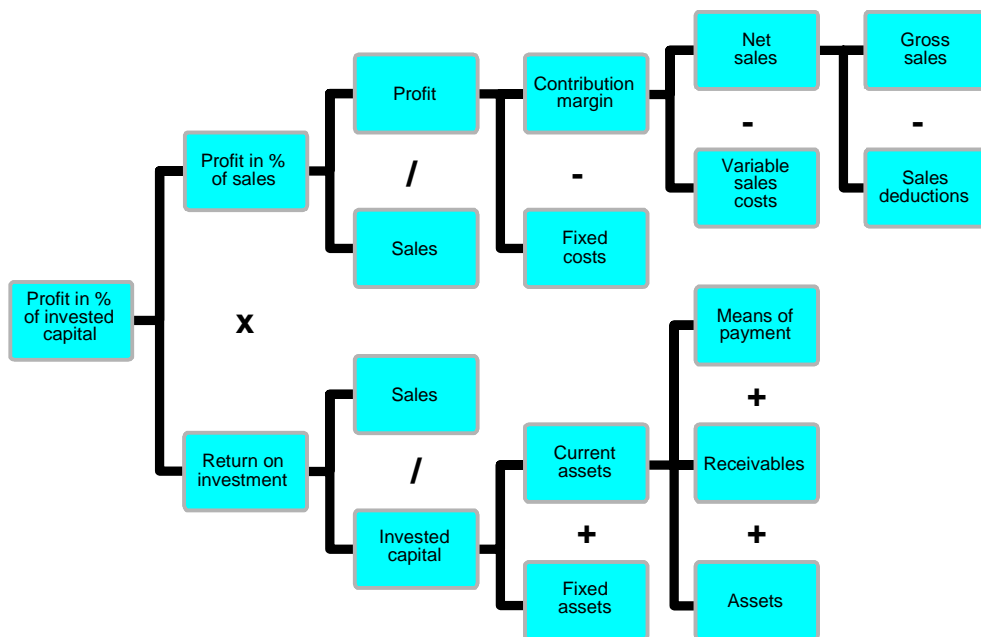 Net
sales
Gross
sales
Profit
Contribution
margin
-
-
Profit in %
of sales
/
-
Variable
sales
costs
Sales
deductions
Sales
Fixed
costs
Profit in %
of invested
capital
x
Means of
payment
Sales
+
Return on
investment
/
Current
assets
Receivables
Invested
capital
+
+
Fixed
assets
Assets